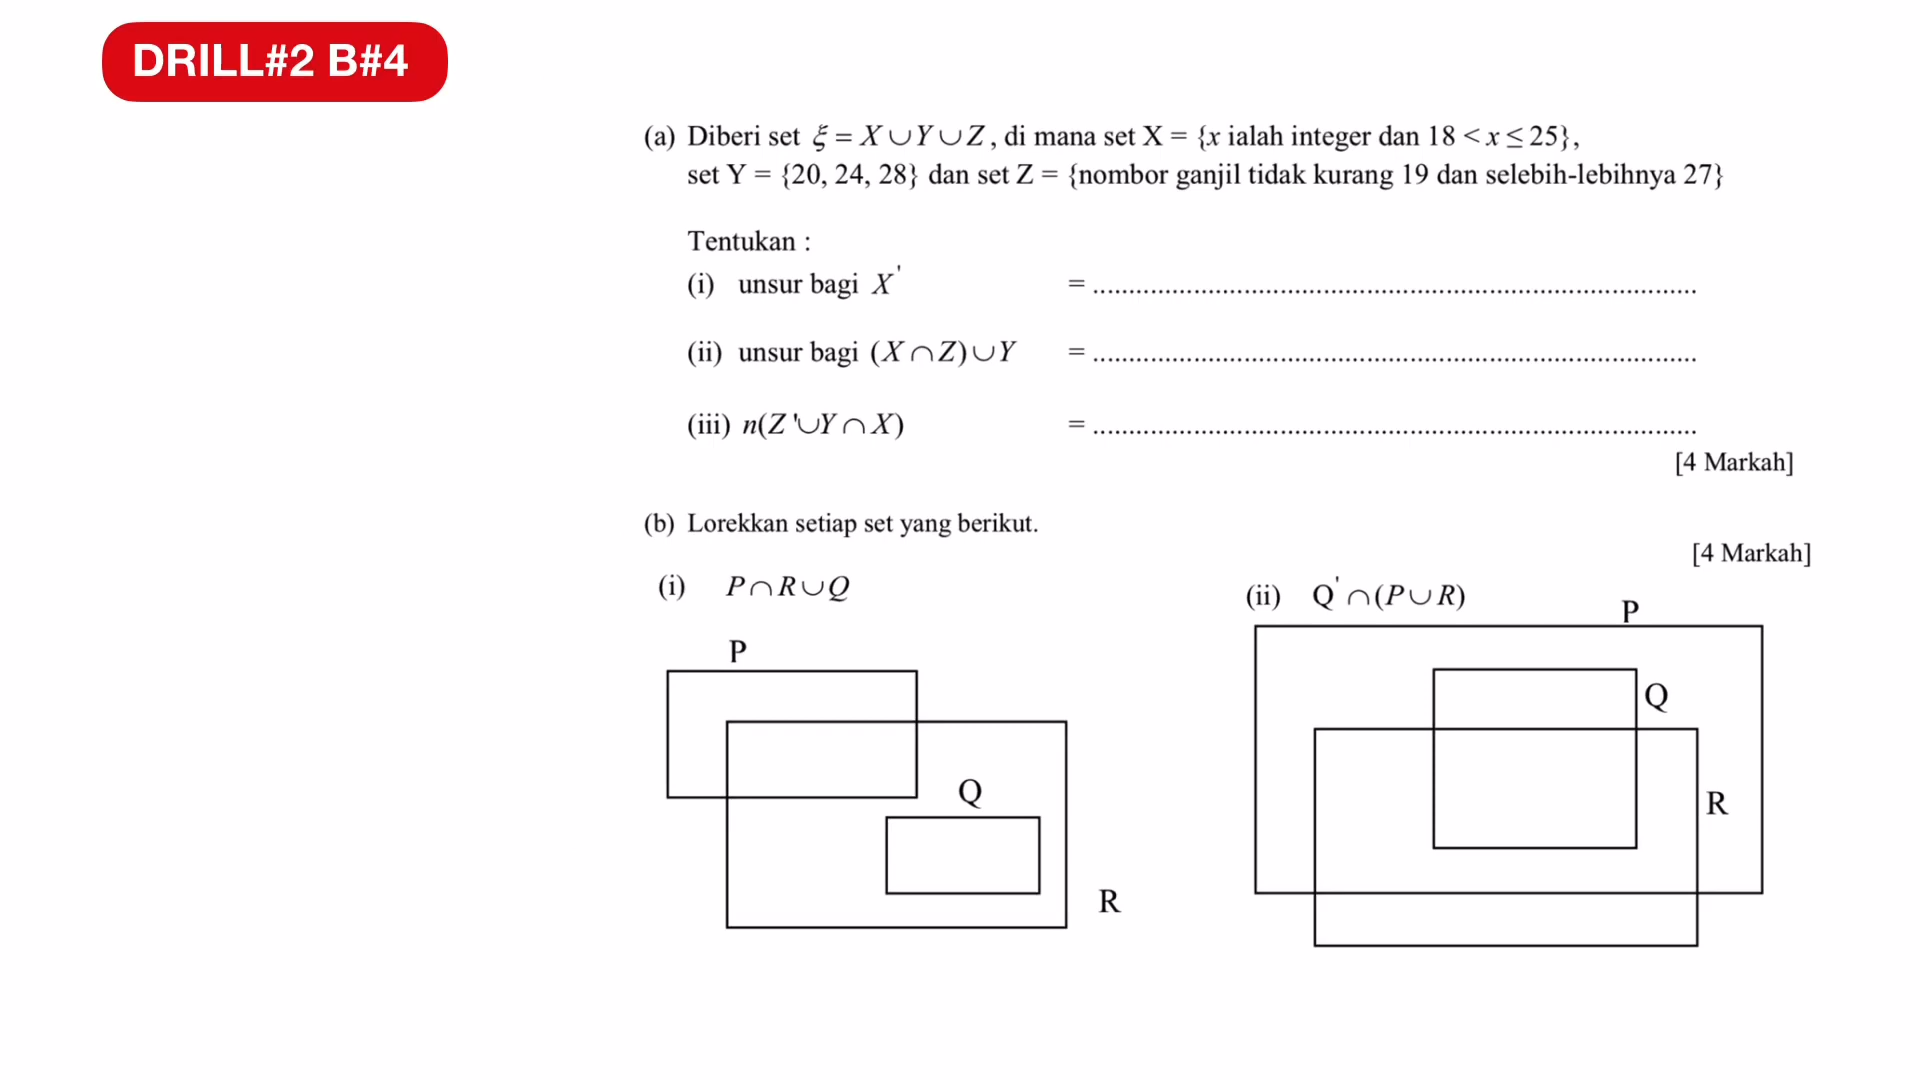 DRILL#2 B#4
(a) Diberi set ξ = X ∪ Y ∪ Z, di mana set X = {x ialah integer dan 18 < x ≤ 25},
set Y = {20, 24, 28} dan set Z = {nombor ganjil tidak kurang 19 dan selebih-lebihnya 27}
Tentukan :
(i) unsur bagi X' = ....................................................................................
(ii) unsur bagi (X ∩ Z) ∪ Y = ....................................................................................
(iii) n(Z '∪Y ∩ X) = ....................................................................................
[4 Markah]
(b) Lorekkan setiap set yang berikut.
[4 Markah]
(i) P ∩ R ∪ Q
(ii) Q' ∩ (P ∪ R)
P
Q
R
P
Q
R